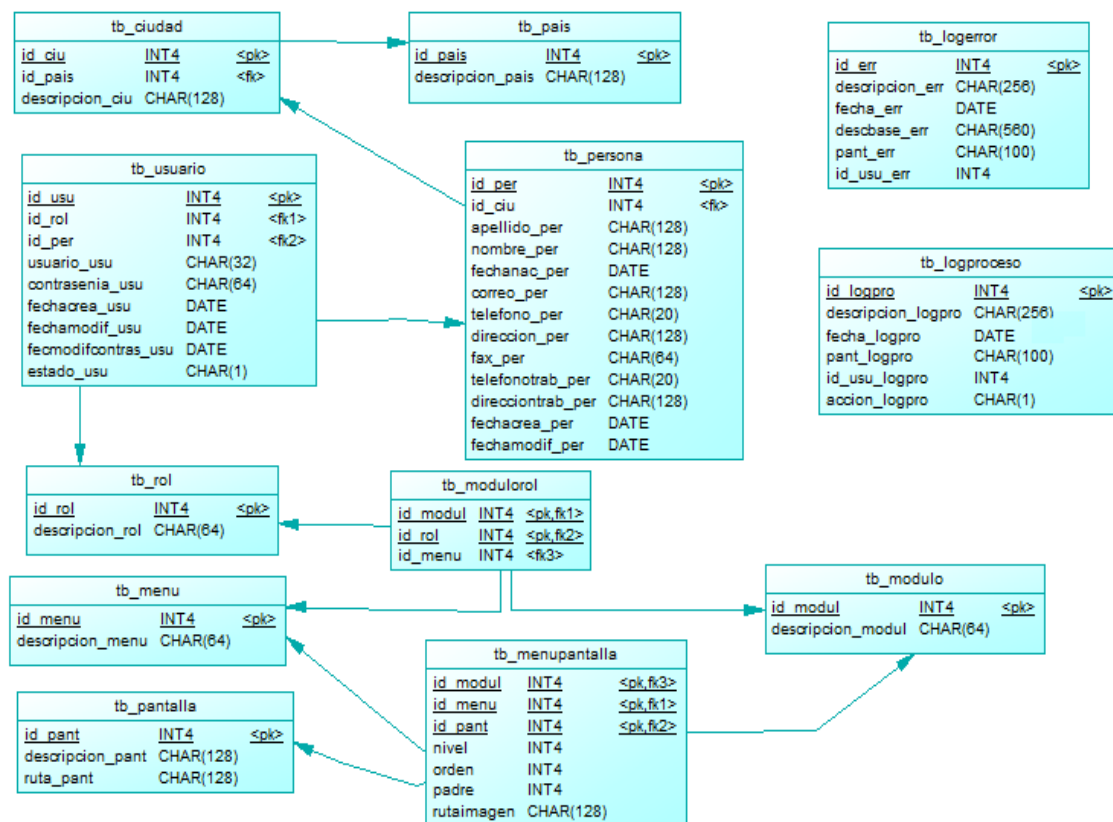 tb_ciudad
id_ciu INT4 <pk>
id_pais INT4 <fk>
descripcion_ciu CHAR(128)
tb_pais
id_pais INT4 <pk>
descripcion_pais CHAR(128)
tb_logerror
id_err INT4 <pk>
descripcion_err CHAR(256)
fecha_err DATE
descbase_err CHAR(560)
pant_err CHAR(100)
id_usu_err INT4
tb_usuario
id_usu INT4 <pk>
id_rol INT4 <fk1>
id_per INT4 <fk2>
usuario_usu CHAR(32)
contrasenia_usu CHAR(64)
fechacrea_usu DATE
fechamodif_usu DATE
fecmodifcontras_usu DATE
estado_usu CHAR(1)
tb_persona
id_per INT4 <pk>
id_ciu INT4 <fk>
apellido_per CHAR(128)
nombre_per CHAR(128)
fechanac_per DATE
correo_per CHAR(128)
telefono_per CHAR(20)
direccion_per CHAR(128)
fax_per CHAR(64)
telefonotrab_per CHAR(20)
direcciontrab_per CHAR(128)
fechacrea_per DATE
fechamodif_per DATE
tb_logproceso
id_logpro INT4 <pk>
descripcion_logpro CHAR(256)
fecha_logpro DATE
pant_logpro CHAR(100)
id_usu_logpro INT4
accion_logpro CHAR(1)
tb_rol
id_rol INT4 <pk>
descripcion_rol CHAR(64)
tb_modulorol
id_modul INT4 <pk,fk1>
id_rol INT4 <pk,fk2>
id_menu INT4 <fk3>
tb_menu
id_menu INT4 <pk>
descripcion_menu CHAR(64)
tb_modulo
id_modul INT4 <pk>
descripcion_modul CHAR(64)
tb_pantalla
id_pant INT4 <pk>
descripcion_pant CHAR(128)
ruta_pant CHAR(128)
tb_menupantalla
id_modul INT4 <pk,fk3>
id_menu INT4 <pk,fk1>
id_pant INT4 <pk,fk2>
nivel INT4
orden INT4
padre INT4
rutaimagen CHAR(128)